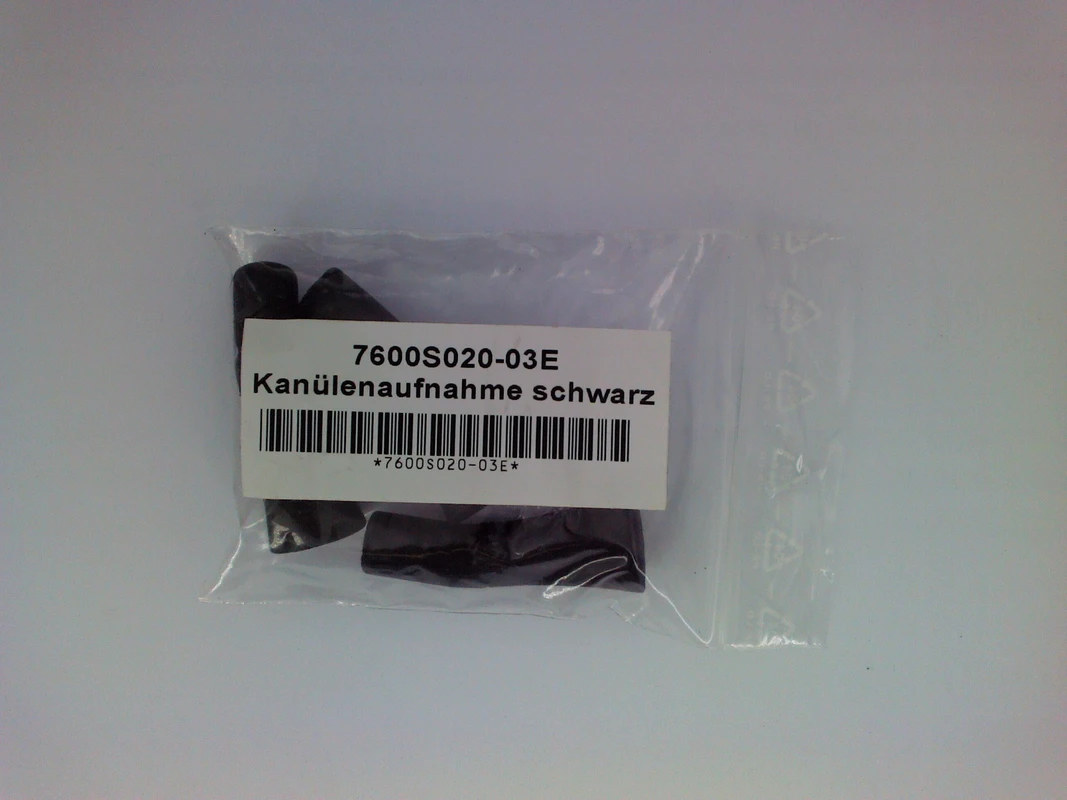 7600S020-03E
Kanülenaufnahme schwarz
*7600S020-03E*